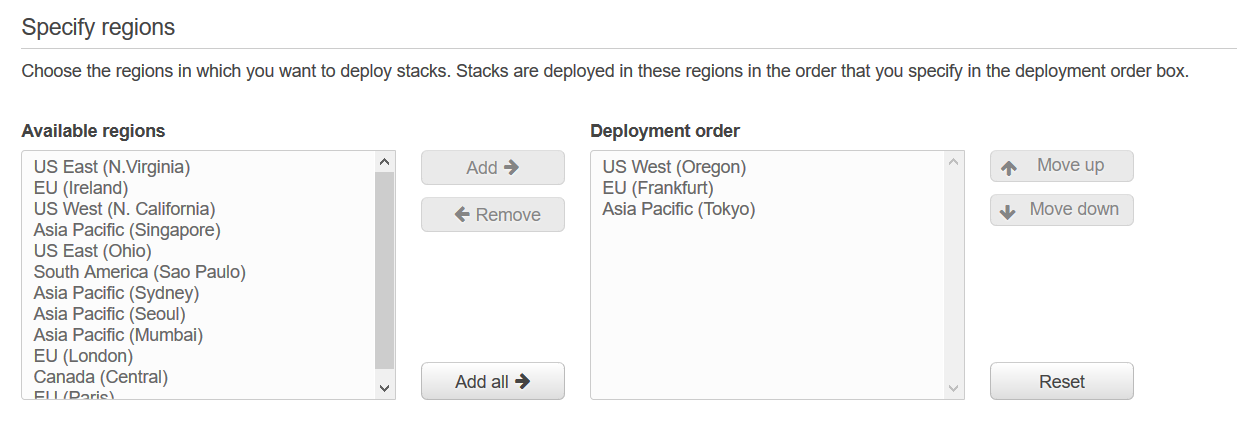 Specify regions
Choose the regions in which you want to deploy stacks. Stacks are deployed in these regions in the order that you specify in the deployment order box.
Available regions
US East (N.Virginia)
EU (Ireland)
US West (N. California)
Asia Pacific (Singapore)
US East (Ohio)
South America (Sao Paulo)
Asia Pacific (Sydney)
Asia Pacific (Seoul)
Asia Pacific (Mumbai)
EU (London)
Canada (Central)
EU (Paris)
Add
Remove
Add all
Deployment order
US West (Oregon)
EU (Frankfurt)
Asia Pacific (Tokyo)
Move up
Move down
Reset